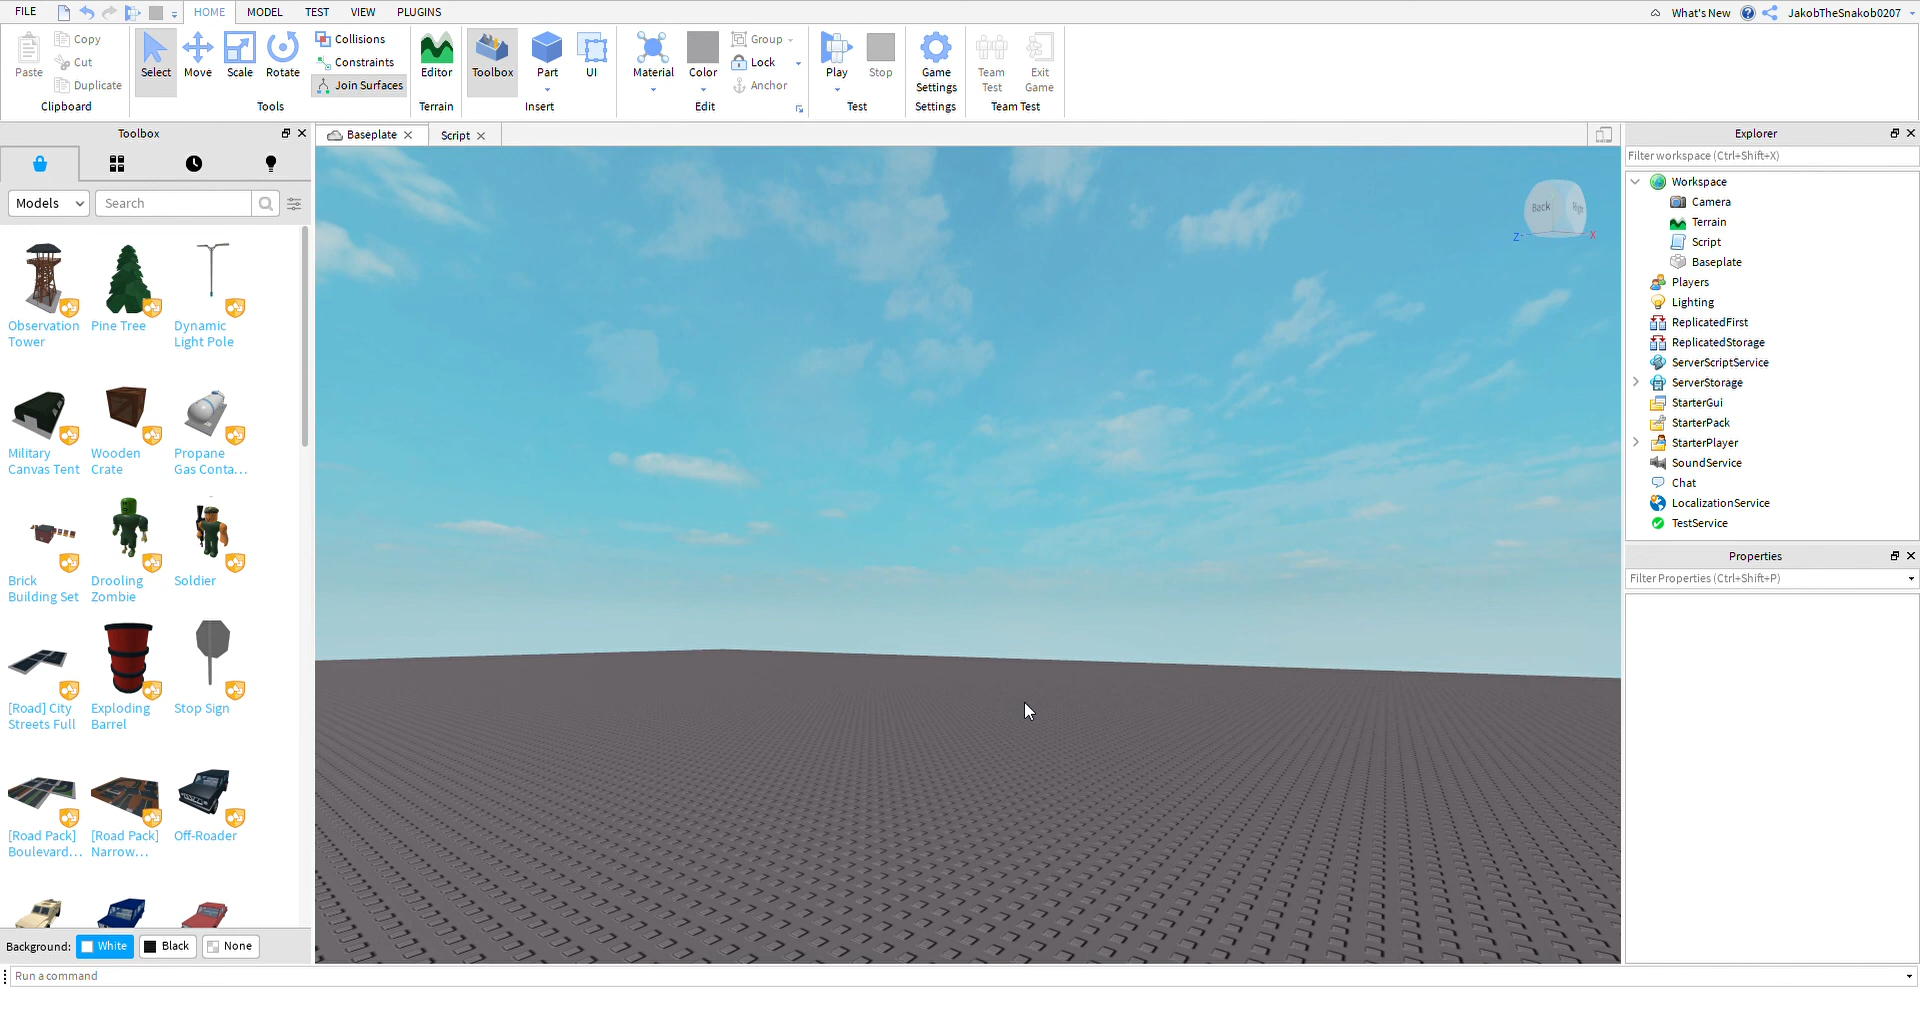 FILE
HOME
MODEL
TEST
VIEW
PLUGINS
What's New
JakobTheSnakob0207
Paste
Copy
Cut
Duplicate
Clipboard
Select
Move
Scale
Rotate
Collisions
Constraints
Join Surfaces
Tools
Editor
Terrain
Toolbox
Part
UI
Insert
Material
Color
Group
Lock
Anchor
Edit
Play
Stop
Test
Game
Settings
Settings
Team
Test
Exit
Game
Team Test
Toolbox
Models
Search
Observation
Tower
Pine Tree
Dynamic
Light Pole
Military
Canvas Tent
Wooden
Crate
Propane
Gas Conta...
Brick
Building Set
Drooling
Zombie
Soldier
[Road] City
Streets Full
Exploding
Barrel
Stop Sign
[Road Pack]
Boulevard...
[Road Pack]
Narrow...
Off-Roader
Background:
White
Black
None
Baseplate
Script
Back
Right
Z
X
Explorer
Filter workspace (Ctrl+Shift+X)
Workspace
Camera
Terrain
Script
Baseplate
Players
Lighting
ReplicatedFirst
ReplicatedStorage
ServerScriptService
ServerStorage
StarterGui
StarterPack
StarterPlayer
SoundService
Chat
LocalizationService
TestService
Properties
Filter Properties (Ctrl+Shift+P)
Run a command